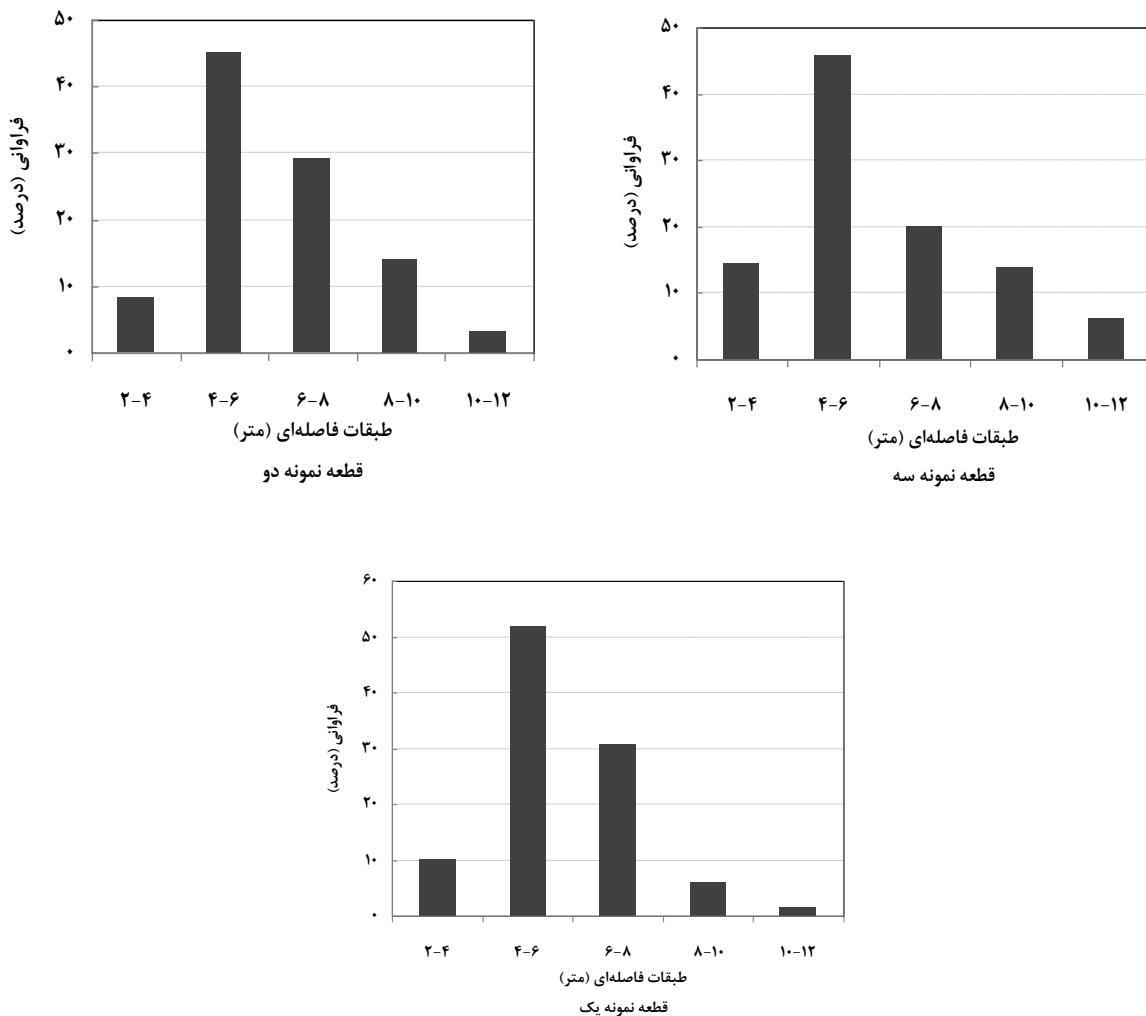 ۵۰
۴۰
۳۰
۲۰
۱۰
۰
فراوانی (درصد)
۲-۴ ۴-۶ ۶-۸ ۸-۱۰ ۱۰-۱۲
طبقات فاصله‌ای (متر)
قطعه نمونه دو
۵۰
۴۰
۳۰
۲۰
۱۰
۰
فراوانی (درصد)
۲-۴ ۴-۶ ۶-۸ ۸-۱۰ ۱۰-۱۲
طبقات فاصله‌ای (متر)
قطعه نمونه سه
۶۰
۵۰
۴۰
۳۰
۲۰
۱۰
۰
فراوانی (درصد)
۲-۴ ۴-۶ ۶-۸ ۸-۱۰ ۱۰-۱۲
طبقات فاصله‌ای (متر)
قطعه نمونه یک